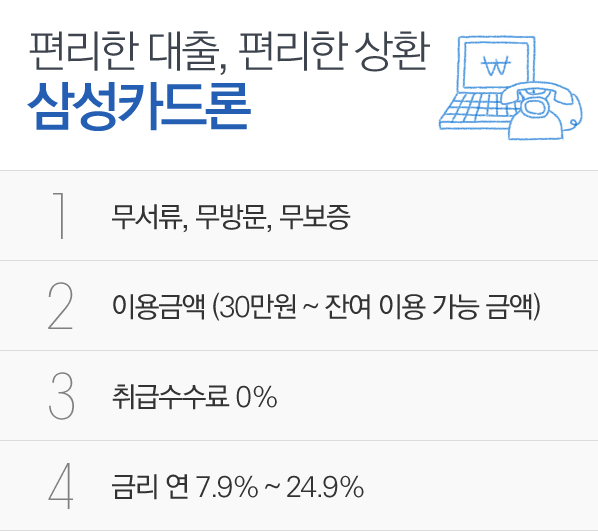 편리한 대출, 편리한 상환
삼성카드론
₩
1 무서류, 무방문, 무보증
2 이용금액 (30만원 ~ 잔여 이용 가능 금액)
3 취급수수료 0%
4 금리 연 7.9% ~ 24.9%